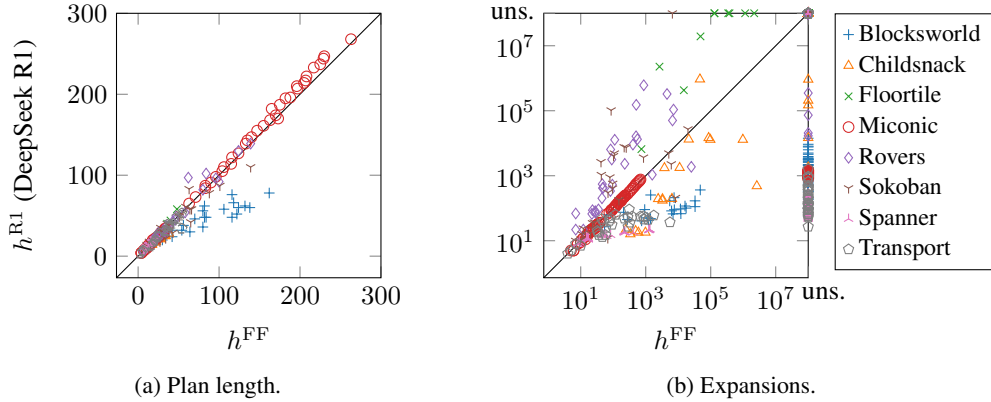 300
200
100
0
0
100
200
300
h^R1 (DeepSeek R1)
h^FF
(a) Plan length.
uns.
10^7
10^5
10^3
10^1
10^1
10^3
10^5
10^7
uns.
h^FF
(b) Expansions.
Blocksworld
Childsnack
Floortile
Miconic
Rovers
Sokoban
Spanner
Transport